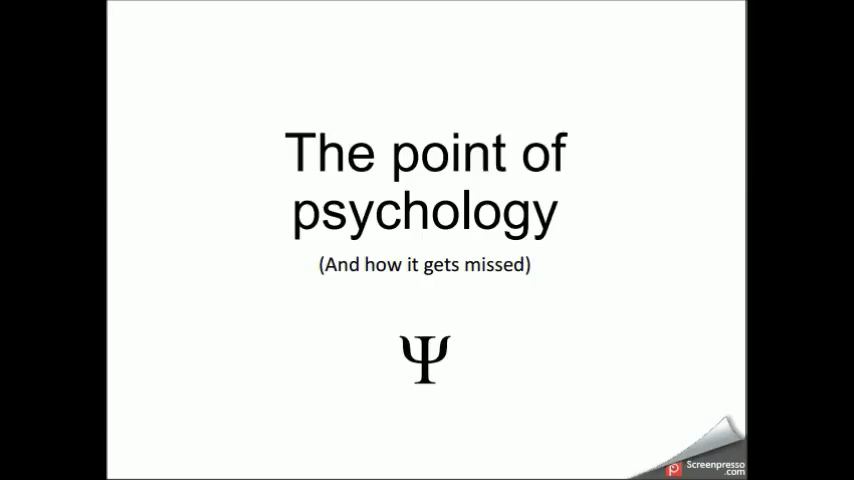 The point of
psychology
(And how it gets missed)
Ψ
Screenpresso
.com